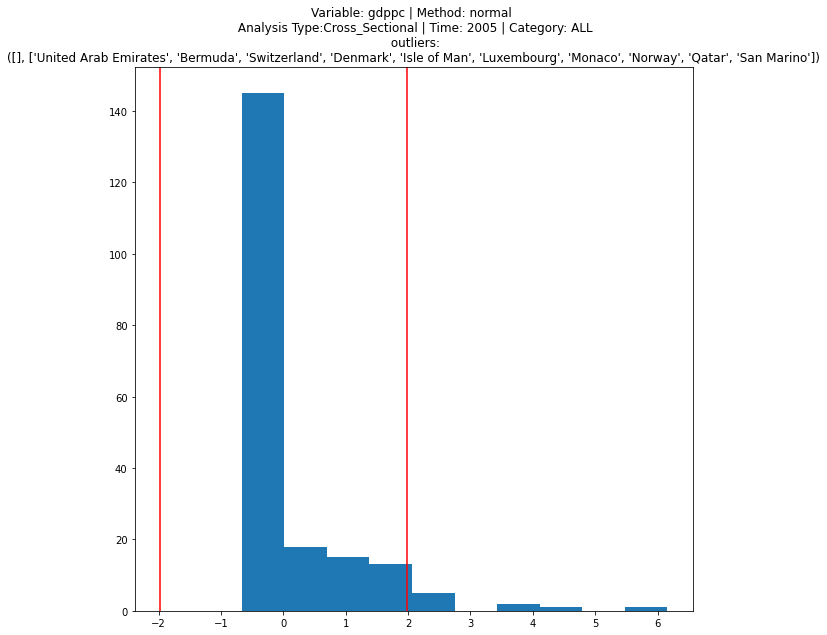 Variable: gdppc | Method: normal
Analysis Type:Cross_Sectional | Time: 2005 | Category: ALL
outliers:
([], ['United Arab Emirates', 'Bermuda', 'Switzerland', 'Denmark', 'Isle of Man', 'Luxembourg', 'Monaco', 'Norway', 'Qatar', 'San Marino'])
140
120
100
80
60
40
20
0
−2 −1 0 1 2 3 4 5 6